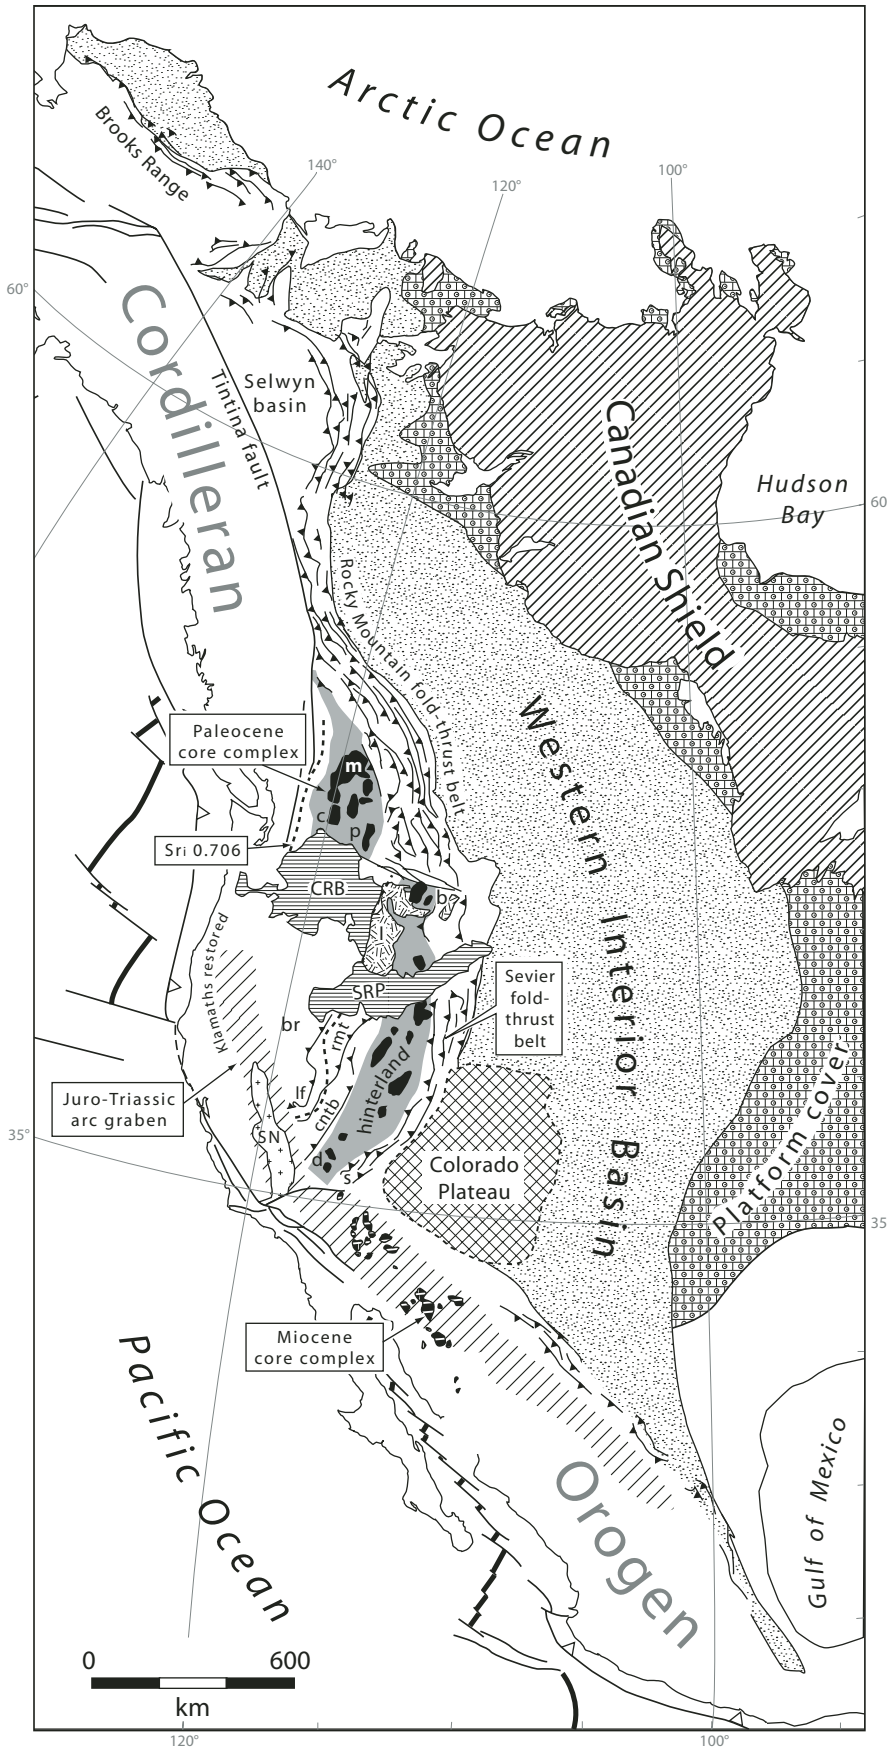 Arctic Ocean
Brooks Range
140°
120°
100°
60°
Cordilleran
Tintina fault
Selwyn
basin
Canadian Shield
Hudson
Bay
60
Rocky Mountain fold-thrust belt
Western Interior Basin
Paleocene
core complex
m
c
p
Sri 0.706
CRB
b
I
Klamaths restored
SRP
Sevier
fold-
thrust
belt
br
rmt
lf
cntb
hinterland
Juro-Triassic
arc graben
SN
35°
d
s
Colorado
Plateau
Platform cover
35
Miocene
core complex
Pacific Ocean
Orogen
Gulf of Mexico
0 600
km
120°
100°